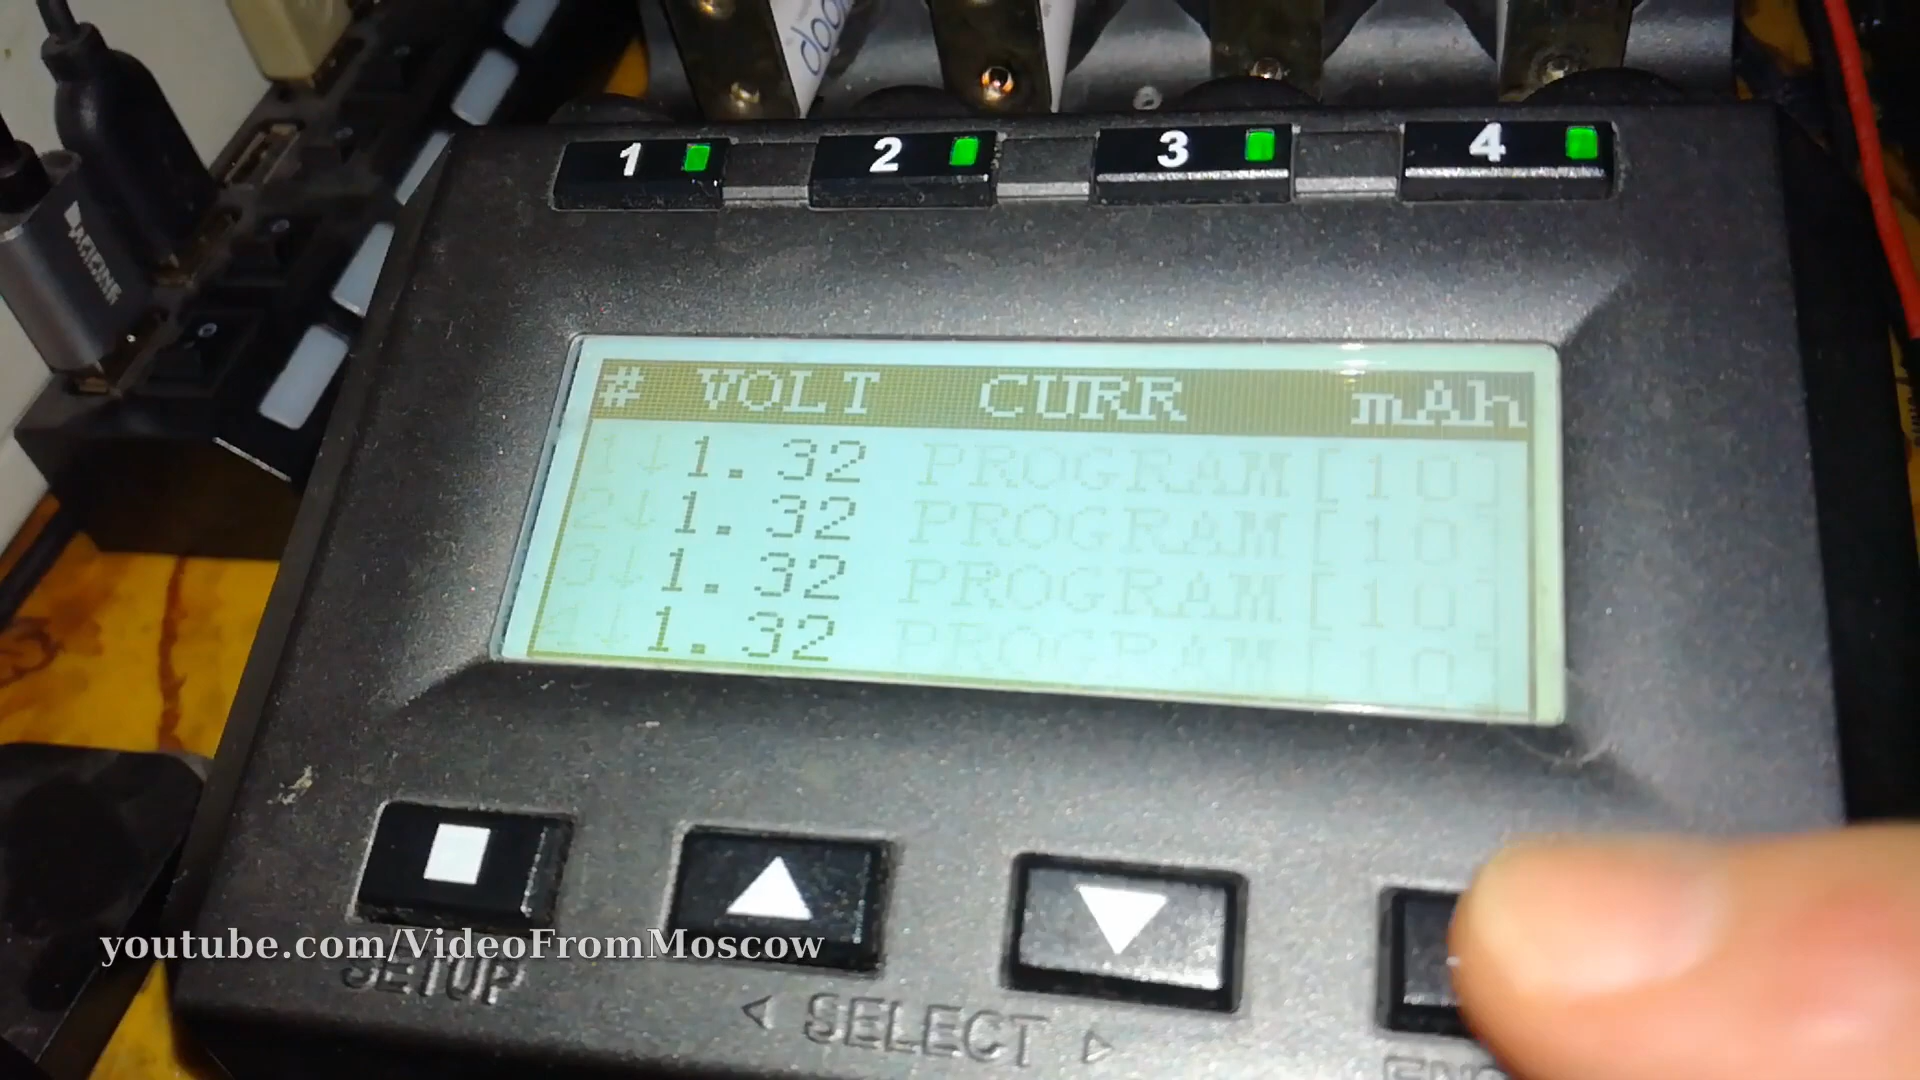 1 2 3 4
# VOLT CURR mAh
1↓ 1.32 PROGRAM[10]
2↓ 1.32 PROGRAM[10]
3↓ 1.32 PROGRAM[10]
4↓ 1.32 PROGRAM[10]
youtube.com/VideoFromMoscow
SETUP
◁ SELECT ▷